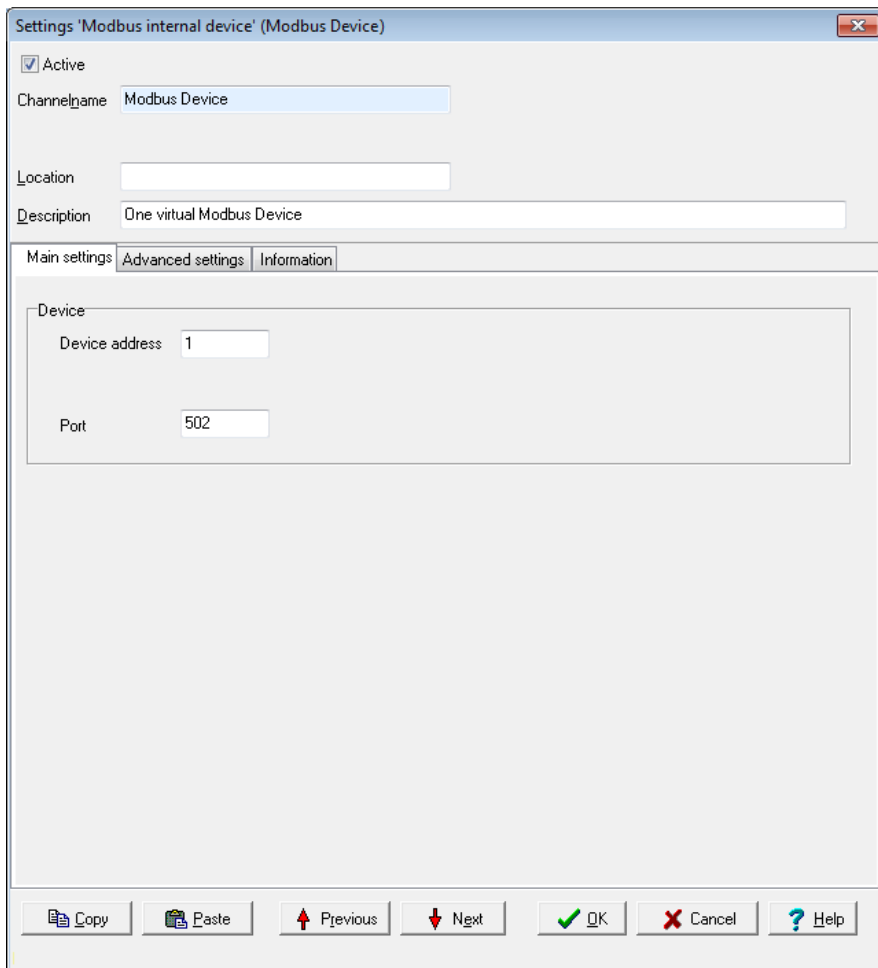 Settings 'Modbus internal device' (Modbus Device)
Active
Channelname Modbus Device
Location
Description One virtual Modbus Device
Main settings Advanced settings Information
Device
Device address 1
Port 502
Copy Paste Previous Next OK Cancel Help